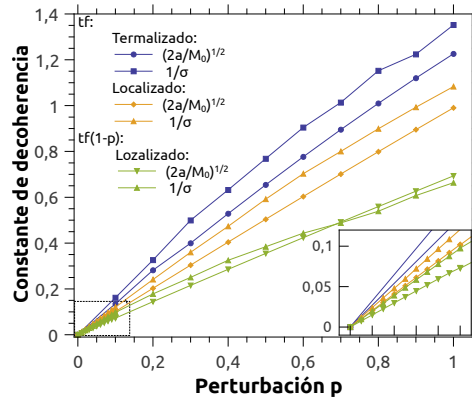 tf:
Termalizado:
(2a/M₀)^1/2
1/σ
Localizado:
(2a/M₀)^1/2
1/σ
tf(1-p):
Lozalizado:
(2a/M₀)^1/2
1/σ
1,4
1,2
1
0,8
0,6
0,4
0,2
0
Constante de decoherencia
0,1
0,05
0
0 0,2 0,4 0,6 0,8 1
Perturbación p